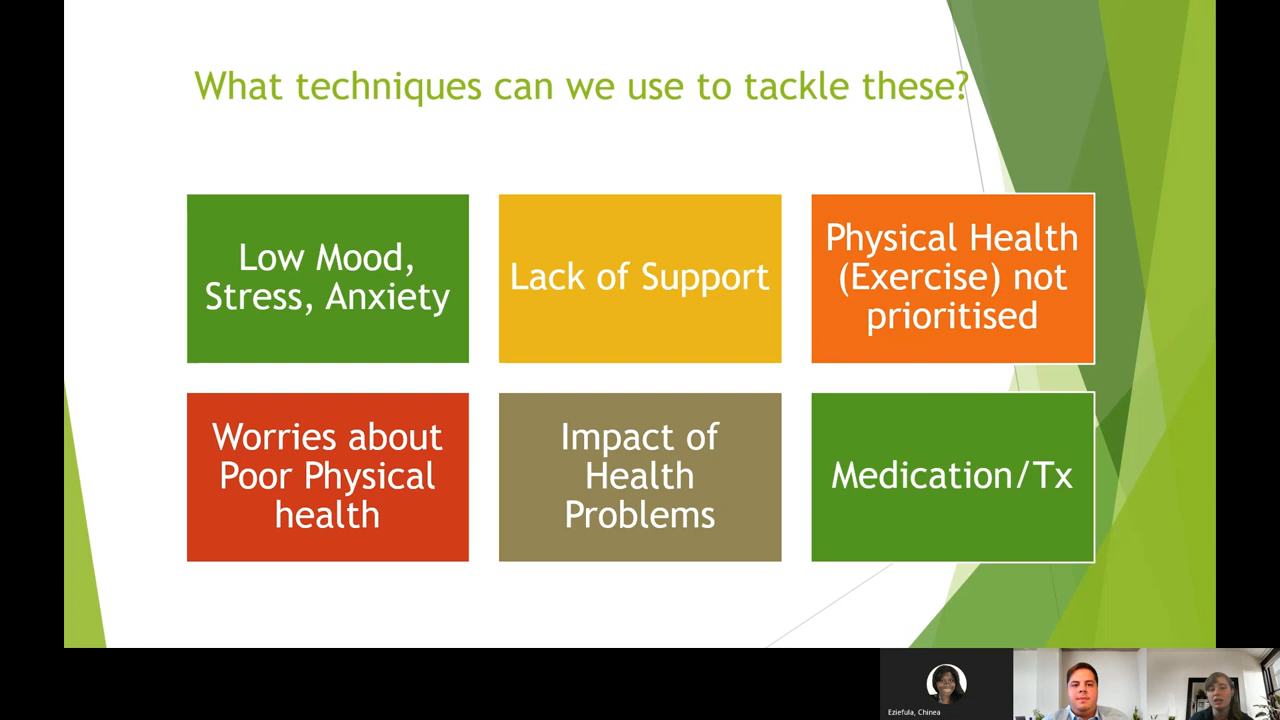 What techniques can we use to tackle these?
Low Mood,
Stress, Anxiety
Lack of Support
Physical Health
(Exercise) not
prioritised
Worries about
Poor Physical
health
Impact of
Health
Problems
Medication/Tx
Eziefula, Chinea